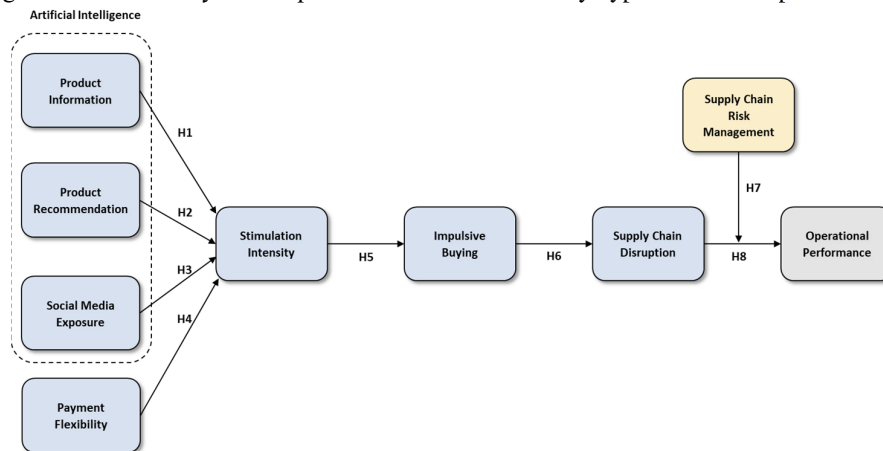 Artificial Intelligence
Product
Information
H1
Product
Recommendation
H2
Social Media
Exposure
H3
H4
Payment
Flexibility
Stimulation
Intensity
H5
Impulsive
Buying
H6
Supply Chain
Disruption
Supply Chain
Risk
Management
H7
H8
Operational
Performance